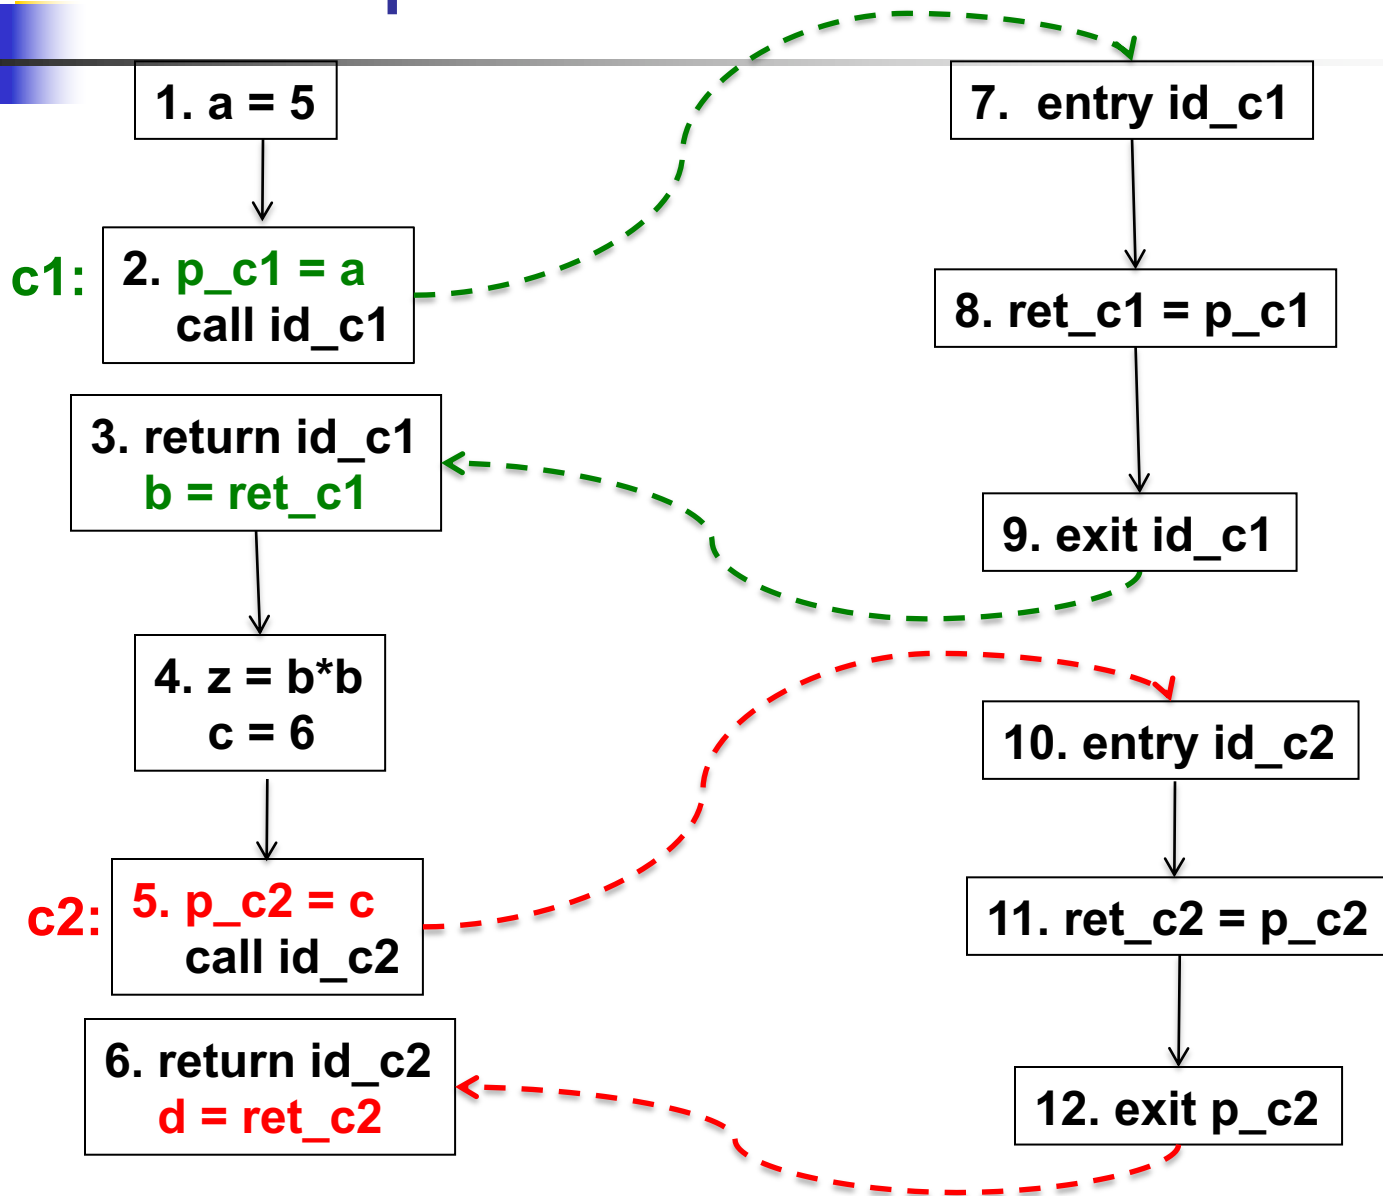 1. a = 5
c1:
2. p_c1 = a
call id_c1
3. return id_c1
b = ret_c1
4. z = b*b
c = 6
c2:
5. p_c2 = c
call id_c2
6. return id_c2
d = ret_c2
7. entry id_c1
8. ret_c1 = p_c1
9. exit id_c1
10. entry id_c2
11. ret_c2 = p_c2
12. exit p_c2